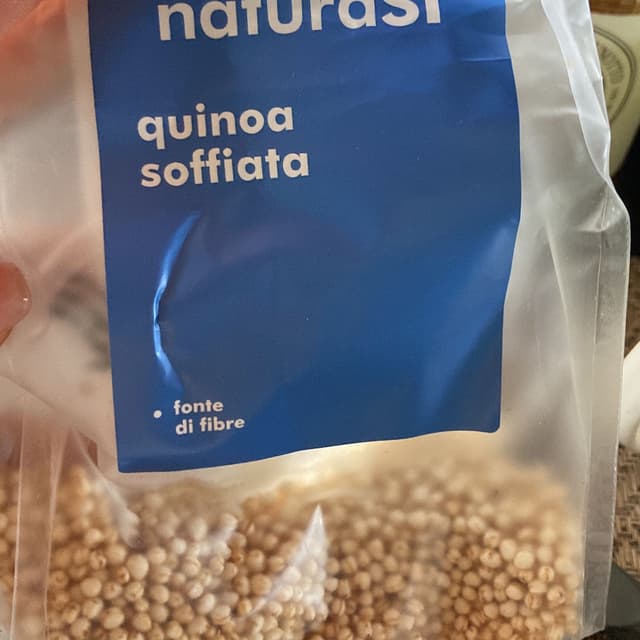 naturasì
quinoa
soffiata
• fonte
di fibre